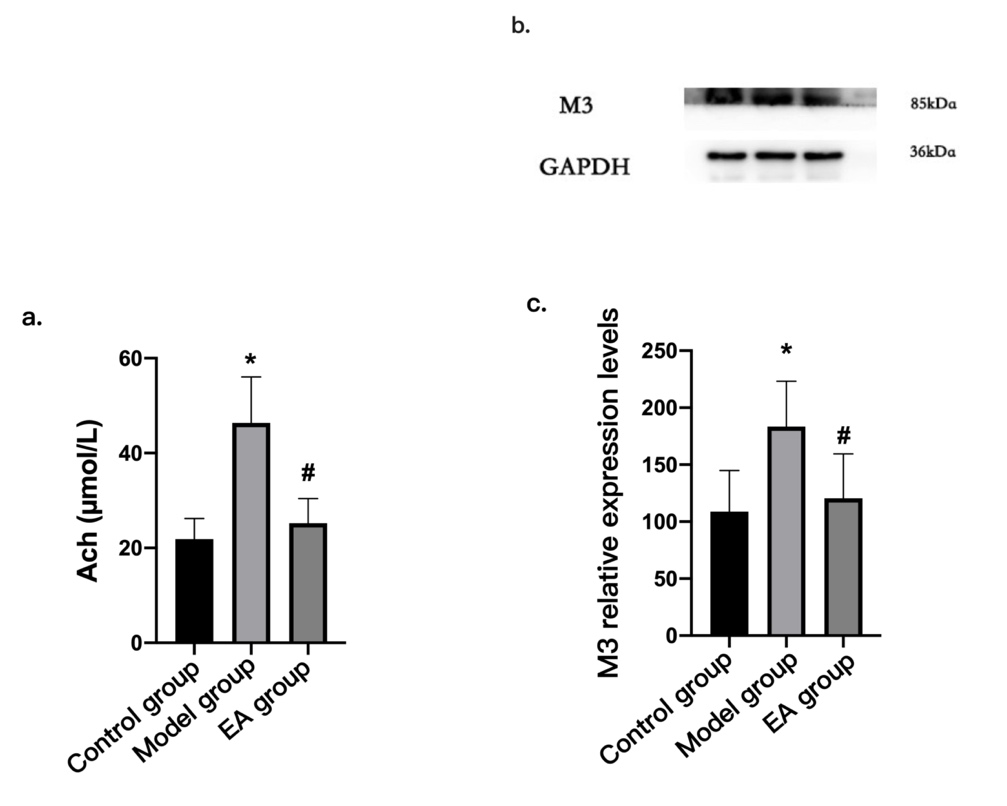 b.
M3
85kDa
GAPDH
36kDa
a.
Ach (μmol/L)
60
40
20
0
*
#
Control group
Model group
EA group
c.
M3 relative expression levels
250
200
150
100
50
0
*
#
Control group
Model group
EA group